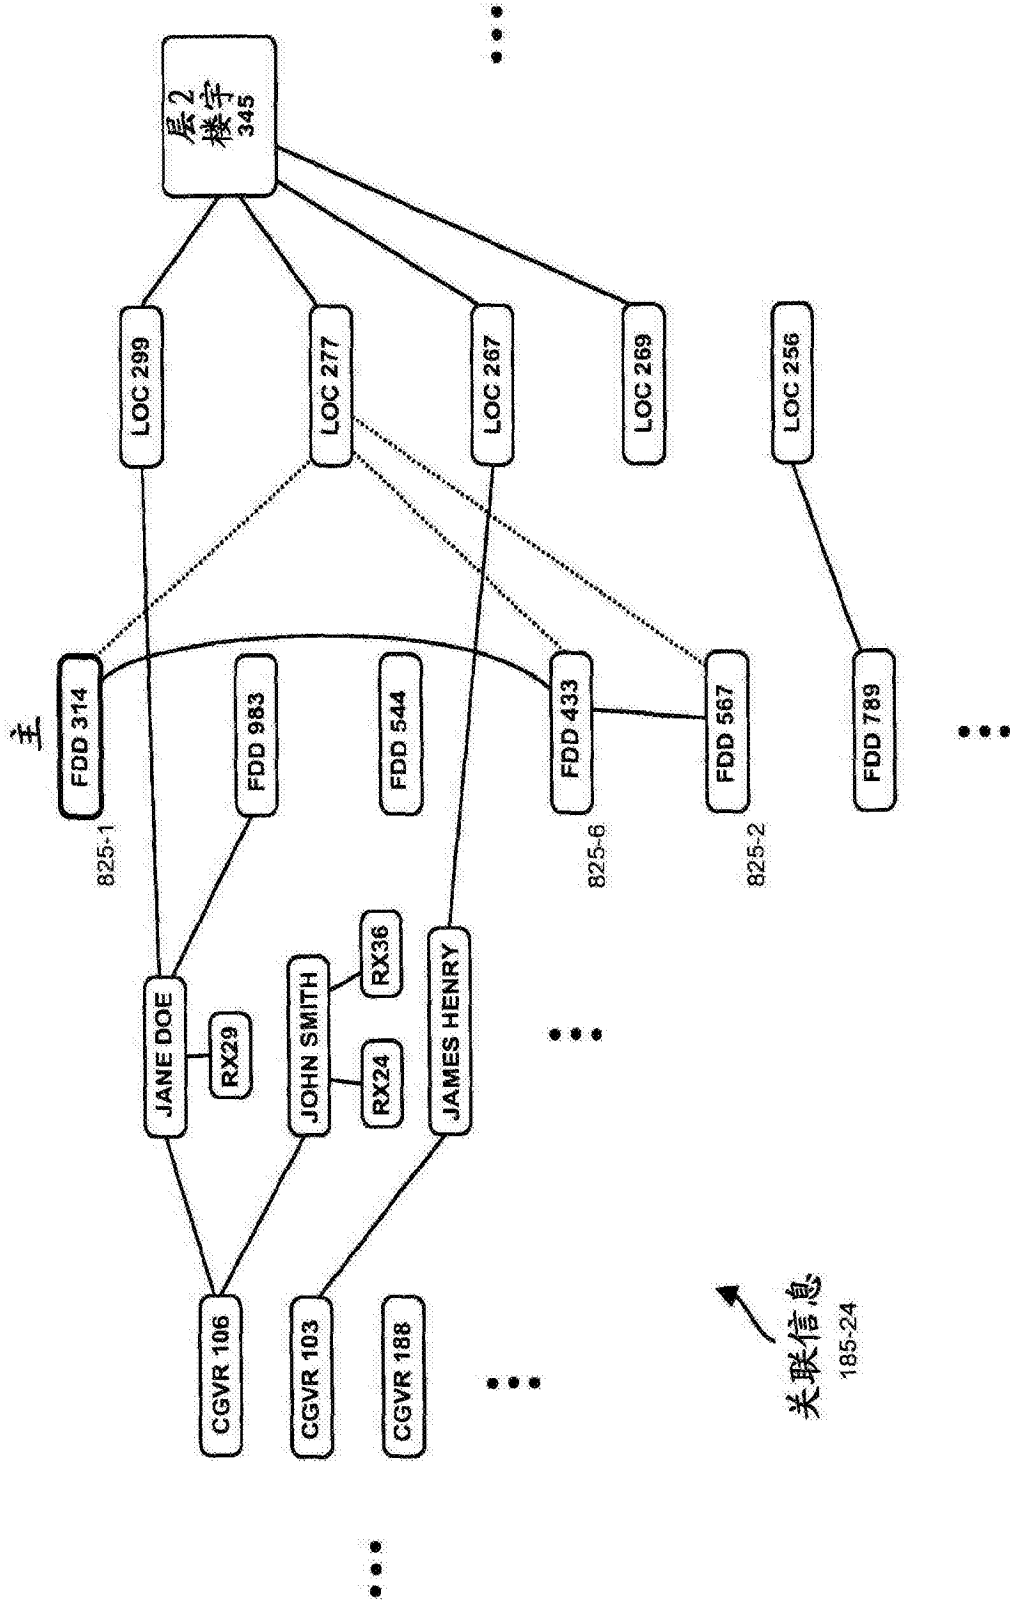 CGVR 106
CGVR 103
CGVR 188
JANE DOE
RX29
JOHN SMITH
RX24
RX36
JAMES HENRY
主
FDD 314
825-1
FDD 983
FDD 544
FDD 433
825-6
FDD 567
825-2
FDD 789
LOC 299
LOC 277
LOC 267
LOC 269
LOC 256
层 2
楼宇
345
关联信息
185-24